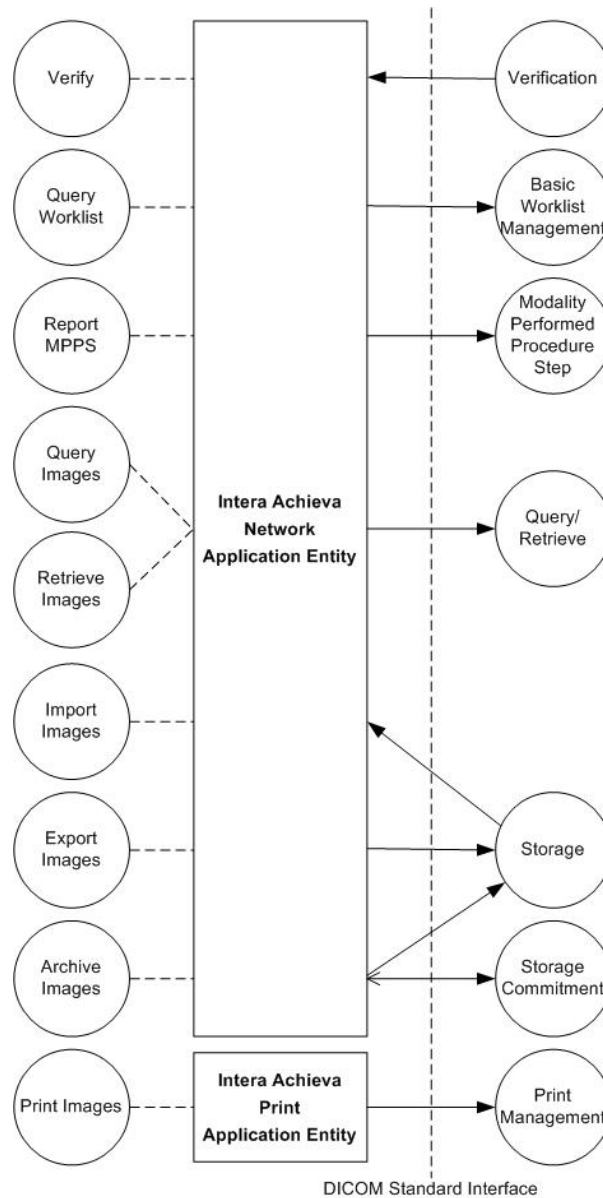 Verify
Verification
Query
Worklist
Basic
Worklist
Management
Report
MPPS
Modality
Performed
Procedure
Step
Query
Images
Retrieve
Images
Intera Achieva
Network
Application Entity
Query/
Retrieve
Import
Images
Export
Images
Storage
Archive
Images
Storage
Commitment
Print Images
Intera Achieva
Print
Application Entity
Print
Management
DICOM Standard Interface